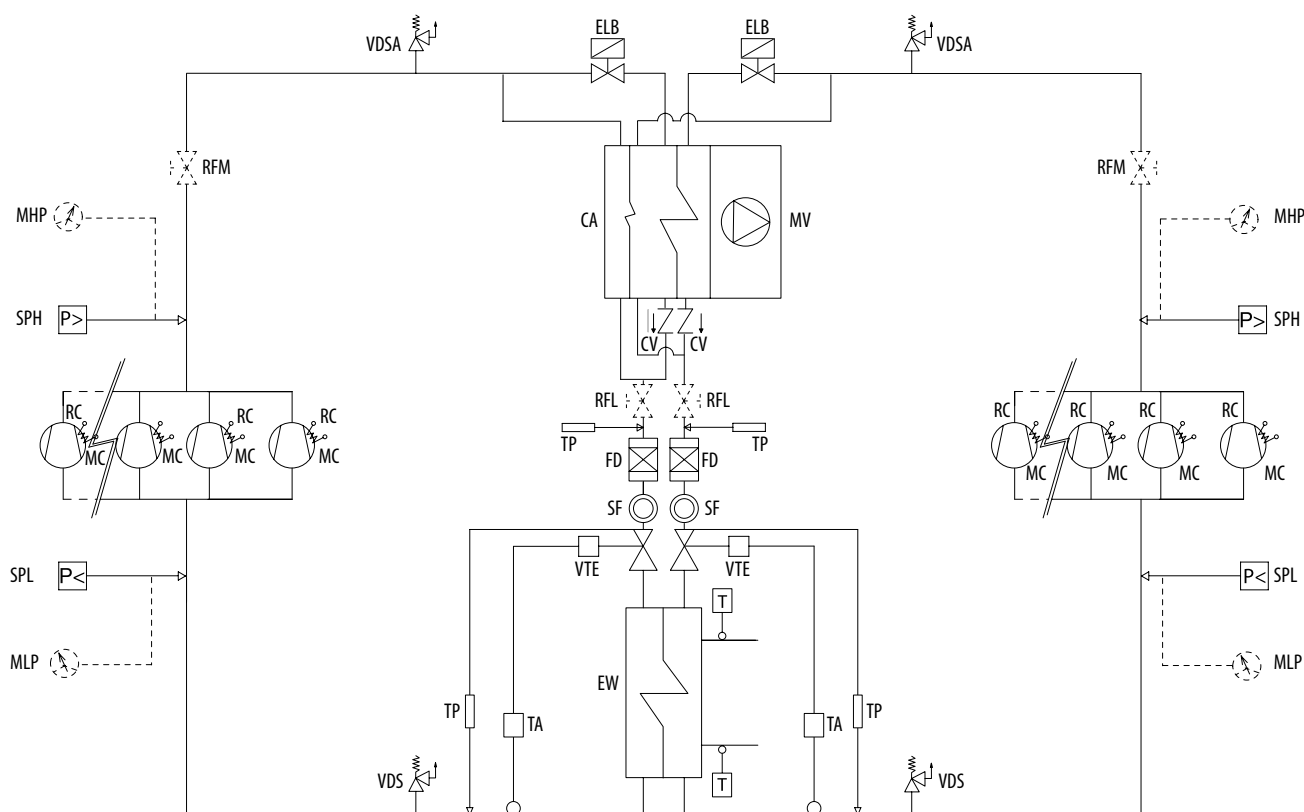 ELB ELB
VDSA VDSA
RFM RFM
MHP CA MV MHP
SPH P> P> SPH
CV CV
RFL RFL
RC RC RC RC RC RC RC
TP TP
MC MC MC MC MC MC MC
FD FD
SF SF
SPL P< VTE VTE P< SPL
T
MLP MLP
EW
TP TA TA TP
VDS T VDS